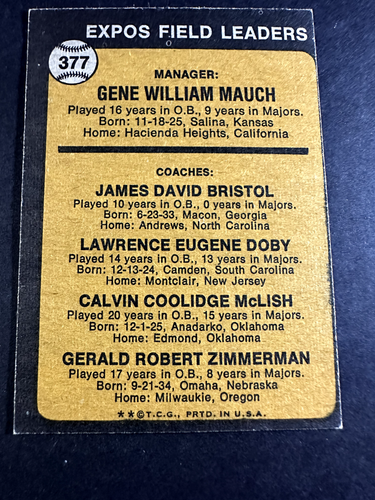 EXPOS FIELD LEADERS
377
MANAGER:
GENE WILLIAM MAUCH
Played 16 years in O.B., 9 years in Majors.
Born: 11-18-25, Salina, Kansas
Home: Hacienda Heights, California
COACHES:
JAMES DAVID BRISTOL
Played 10 years in O.B., 0 years in Majors.
Born: 6-23-33, Macon, Georgia
Home: Andrews, North Carolina
LAWRENCE EUGENE DOBY
Played 14 years in O.B., 13 years in Majors.
Born: 12-13-24, Camden, South Carolina
Home: Montclair, New Jersey
CALVIN COOLIDGE McLISH
Played 20 years in O.B., 15 years in Majors.
Born: 12-1-25, Anadarko, Oklahoma
Home: Edmond, Oklahoma
GERALD ROBERT ZIMMERMAN
Played 17 years in O.B., 8 years in Majors.
Born: 9-21-34, Omaha, Nebraska
Home: Milwaukie, Oregon
**©T.C.G., PRTD. IN U.S.A.